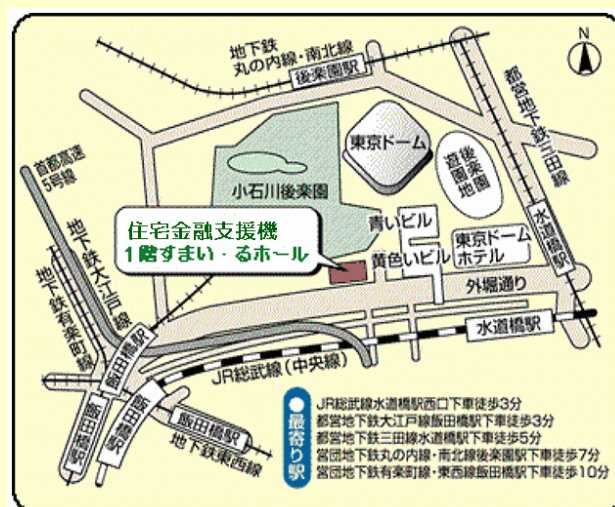 地下鉄
丸の内線・南北線
後楽園駅
N
都営地下鉄三田線
首都高速
5号線
東京ドーム
後楽園
遊園地
小石川後楽園
地下鉄大江戸線
地下鉄有楽町線
住宅金融支援機
1階すまい・るホール
青いビル
黄色いビル
東京ドーム
ホテル
水道橋駅
外堀通り
水道橋駅
JR総武線(中央線)
飯田橋駅
飯田橋駅
飯田橋駅
飯田橋駅
地下鉄東西線
●最寄り駅
JR総武線水道橋駅西口下車徒歩3分
都営地下鉄大江戸線飯田橋駅下車徒歩3分
都営地下鉄三田線水道橋駅下車徒歩5分
営団地下鉄丸の内線・南北線後楽園駅下車徒歩7分
営団地下鉄有楽町線・東西線飯田橋駅下車徒歩10分